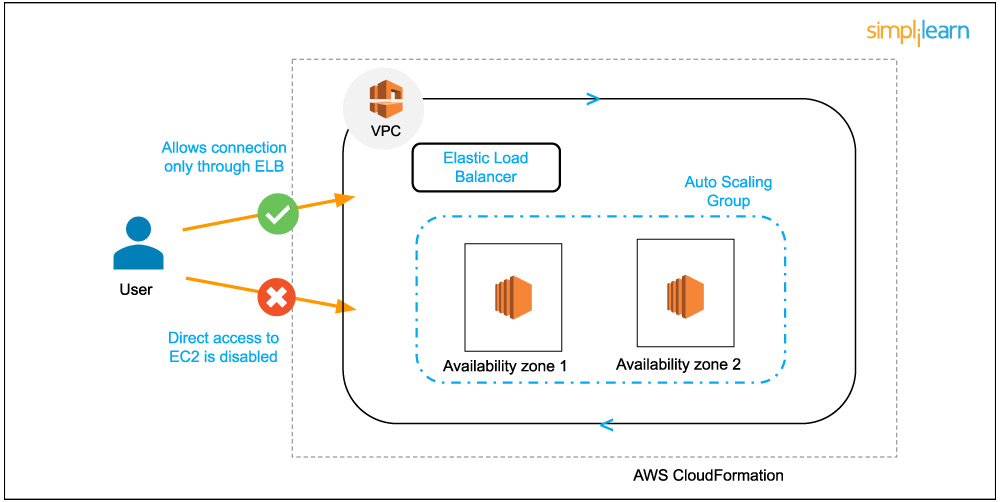 simplilearn
VPC
Allows connection
only through ELB
Elastic Load
Balancer
Auto Scaling
Group
User
Direct access to
EC2 is disabled
Availability zone 1
Availability zone 2
AWS CloudFormation